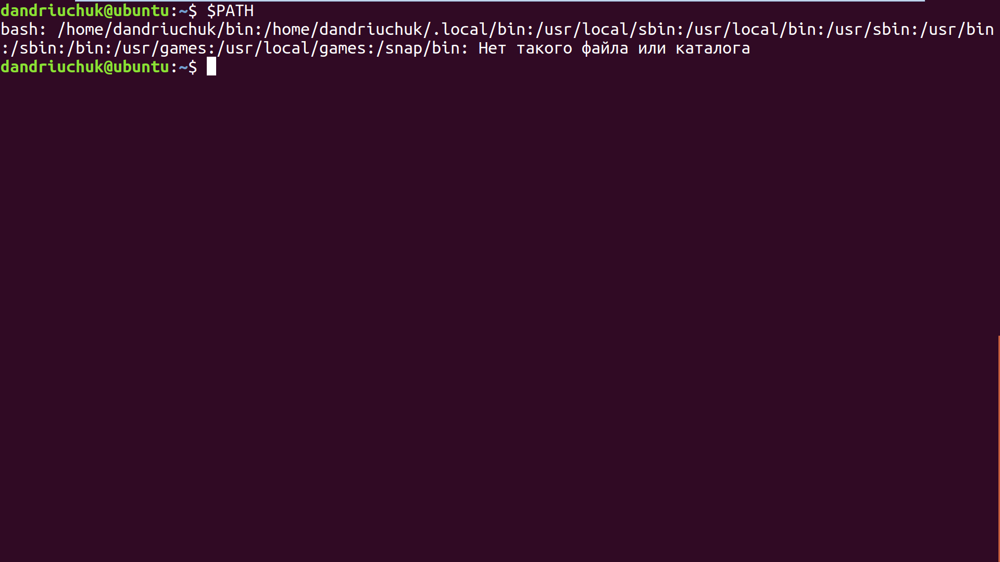 dandriuchuk@ubuntu:~$ $PATH
bash: /home/dandriuchuk/bin:/home/dandriuchuk/.local/bin:/usr/local/sbin:/usr/local/bin:/usr/sbin:/usr/bin
:/sbin:/bin:/usr/games:/usr/local/games:/snap/bin: Нет такого файла или каталога
dandriuchuk@ubuntu:~$